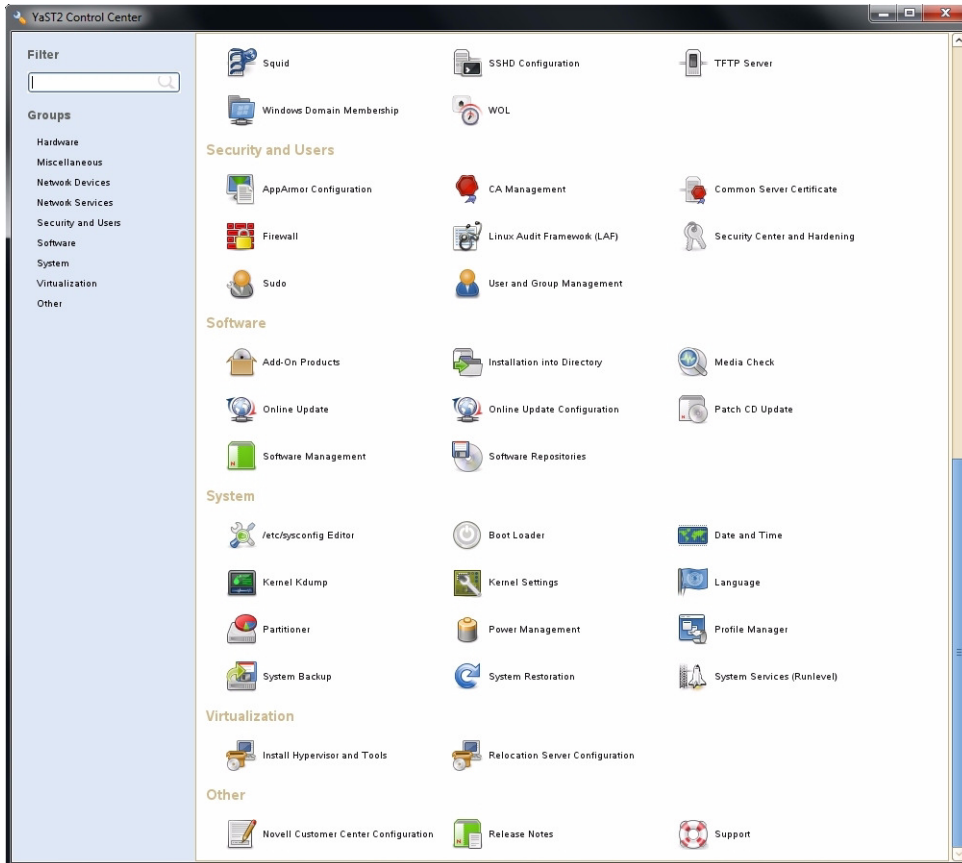 YaST2 Control Center
Filter
Groups
Hardware
Miscellaneous
Network Devices
Network Services
Security and Users
Software
System
Virtualization
Other
Squid
SSHD Configuration
TFTP Server
Windows Domain Membership
WOL
Security and Users
AppArmor Configuration
CA Management
Common Server Certificate
Firewall
Linux Audit Framework (LAF)
Security Center and Hardening
Sudo
User and Group Management
Software
Add-On Products
Installation into Directory
Media Check
Online Update
Online Update Configuration
Patch CD Update
Software Management
Software Repositories
System
/etc/sysconfig Editor
Boot Loader
Date and Time
Kernel Kdump
Kernel Settings
Language
Partitioner
Power Management
Profile Manager
System Backup
System Restoration
System Services (Runlevel)
Virtualization
Install Hypervisor and Tools
Relocation Server Configuration
Other
Novell Customer Center Configuration
Release Notes
Support